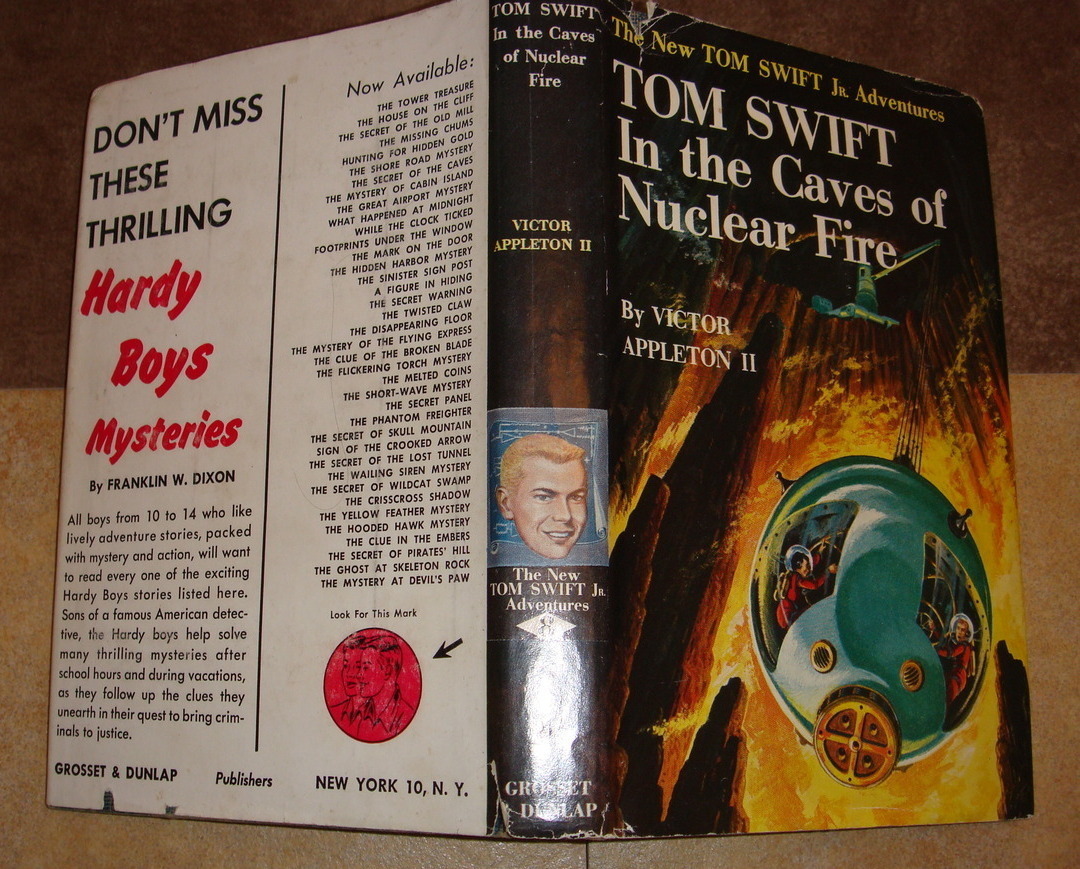 DON'T MISS
THESE
THRILLING
Hardy
Boys
Mysteries
By FRANKLIN W. DIXON
All boys from 10 to 14 who like
lively adventure stories, packed
with mystery and action, will want
to read every one of the exciting
Hardy Boys stories listed here.
Sons of a famous American detec-
tive, the Hardy boys help solve
many thrilling mysteries after
school hours and during vacations,
as they follow up the clues they
unearth in their quest to bring crim-
inals to justice.
Now Available:
THE TOWER TREASURE
THE HOUSE ON THE CLIFF
THE SECRET OF THE OLD MILL
THE MISSING CHUMS
HUNTING FOR HIDDEN GOLD
THE SHORE ROAD MYSTERY
THE SECRET OF THE CAVES
THE MYSTERY OF CABIN ISLAND
THE GREAT AIRPORT MYSTERY
WHAT HAPPENED AT MIDNIGHT
WHILE THE CLOCK TICKED
FOOTPRINTS UNDER THE WINDOW
THE MARK ON THE DOOR
THE HIDDEN HARBOR MYSTERY
THE SINISTER SIGN POST
A FIGURE IN HIDING
THE SECRET WARNING
THE TWISTED CLAW
THE DISAPPEARING FLOOR
THE MYSTERY OF THE FLYING EXPRESS
THE CLUE OF THE BROKEN BLADE
THE FLICKERING TORCH MYSTERY
THE MELTED COINS
THE SHORT-WAVE MYSTERY
THE SECRET PANEL
THE PHANTOM FREIGHTER
THE SECRET OF SKULL MOUNTAIN
SIGN OF THE CROOKED ARROW
THE SECRET OF THE LOST TUNNEL
THE WAILING SIREN MYSTERY
THE SECRET OF WILDCAT SWAMP
THE CRISSCROSS SHADOW
THE YELLOW FEATHER MYSTERY
THE HOODED HAWK MYSTERY
THE CLUE IN THE EMBERS
THE SECRET OF PIRATES' HILL
THE GHOST AT SKELETON ROCK
THE MYSTERY AT DEVIL'S PAW
Look For This Mark
GROSSET & DUNLAP Publishers NEW YORK 10, N. Y.
TOM SWIFT
In the Caves
of Nuclear
Fire
VICTOR
APPLETON II
The New
TOM SWIFT Jr.
Adventures
GROSSET
DUNLAP
The New TOM SWIFT Jr. Adventures
TOM SWIFT
In the Caves of
Nuclear Fire
By VICTOR
APPLETON II